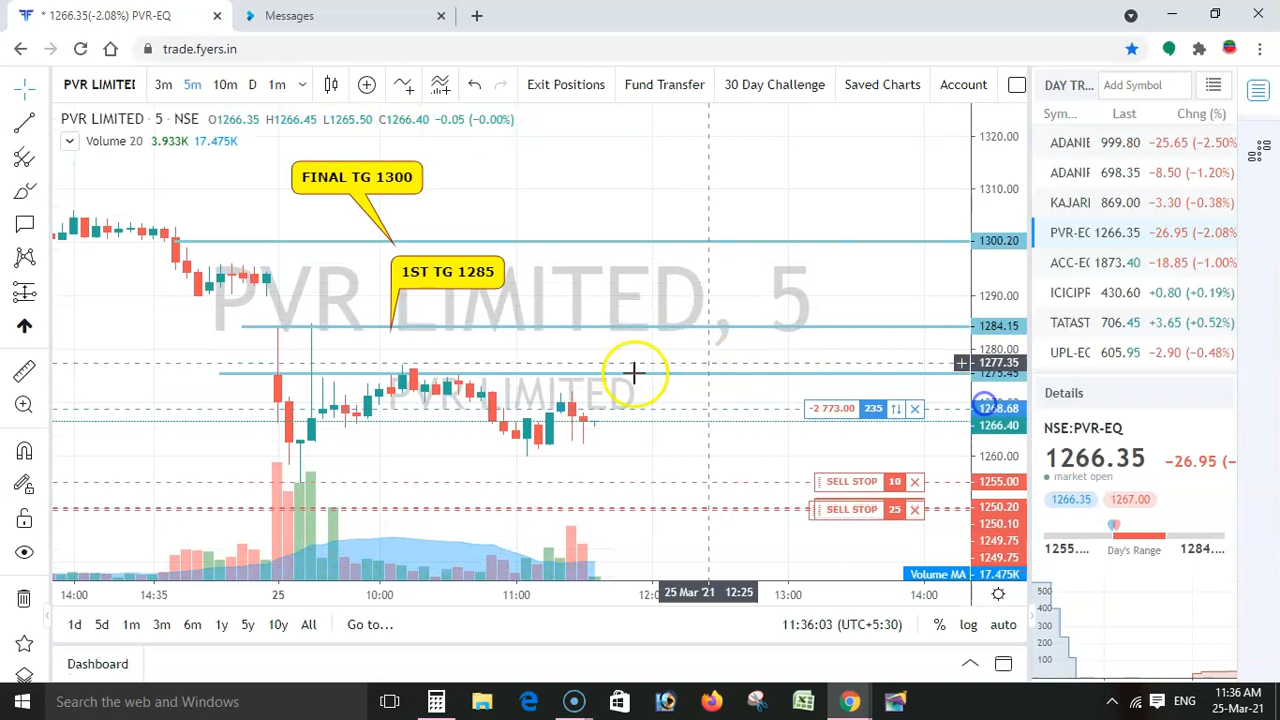 * 1266.35(-2.08%) PVR-EQ
Messages
trade.fyers.in
PVR LIMITED 3m 5m 10m D 1m Exit Positions Fund Transfer 30 Day Challenge Saved Charts Account
DAY TR... Add Symbol
Sym... Last Chng (%)
ADANIE 999.80 -25.65 (-2.50%
ADANIF 698.35 -8.50 (-1.20%
KAJARI 869.00 -3.30 (-0.38%
PVR-EC 1266.35 -26.95 (-2.08%
ACC-EC 1873.40 -18.85 (-1.00%
ICICIPR 430.60 +0.80 (+0.19%
TATAST 706.45 +3.65 (+0.52%
UPL-EC 605.95 -2.90 (-0.48%
Details
NSE:PVR-EQ
1266.35 -26.95 (-2.08%
market open
1266.35 1267.00
Day's Range
1255.... 1284....
500
400
300
200
100
PVR LIMITED · 5 · NSE O1266.35 H1266.45 L1265.50 C1266.40 -0.05 (-0.00%)
Volume 20 3.933K 17.475K
FINAL TG 1300
1ST TG 1285
PVR LIMITED, 5
PVR LIMITED
1320.00
1310.00
1300.20
1290.00
1284.15
1280.00
1277.35
1275.45
1268.68
1266.40
1260.00
1255.00
1250.20
1250.10
1249.75
1249.75
-2 773.00 235
SELL STOP 10
SELL STOP 25
Volume MA 17.475K
14:00 14:35 25 10:00 11:00 12:0 25 Mar '21 12:25 13:00 14:00
1d 5d 1m 3m 6m 1y 5y 10y All Go to... 11:36:03 (UTC+5:30) % log auto
Dashboard
Search the web and Windows
ENG
11:36 AM
25-Mar-21